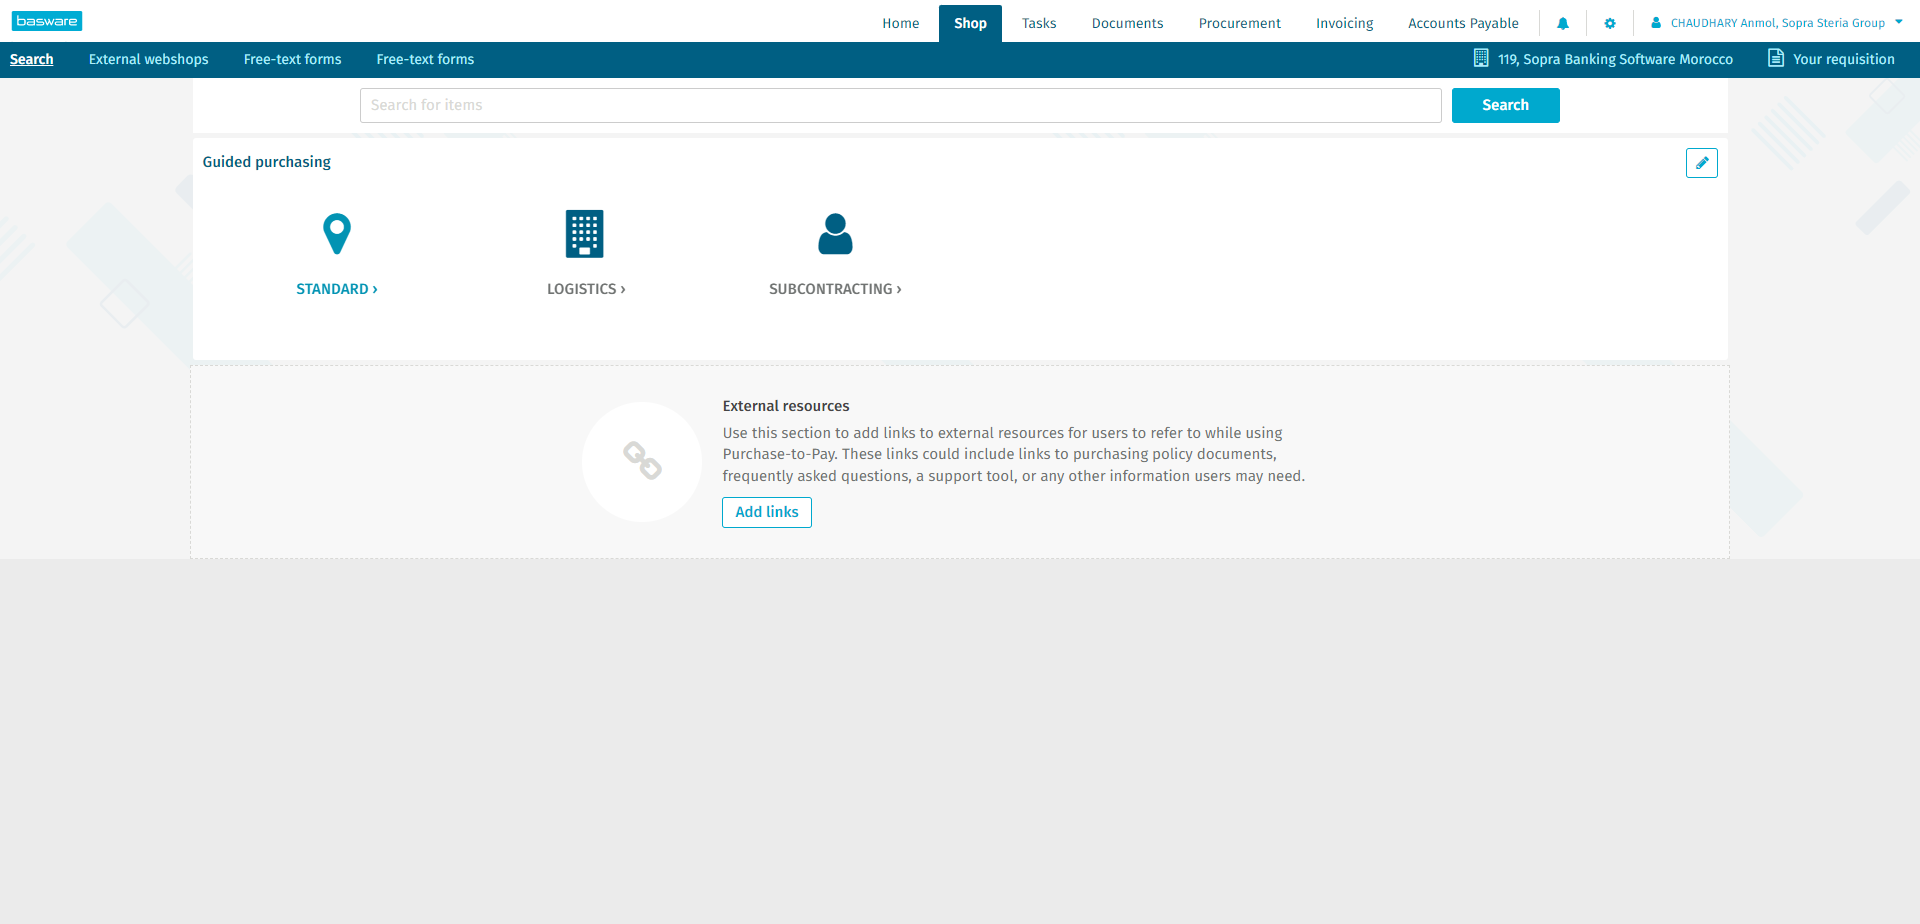 basware
Home Shop Tasks Documents Procurement Invoicing Accounts Payable CHAUDHARY Anmol, Sopra Steria Group
Search External webshops Free-text forms Free-text forms 119, Sopra Banking Software Morocco Your requisition
Search for items Search
Guided purchasing
STANDARD › LOGISTICS › SUBCONTRACTING ›
External resources
Use this section to add links to external resources for users to refer to while using
Purchase-to-Pay. These links could include links to purchasing policy documents,
frequently asked questions, a support tool, or any other information users may need.
Add links